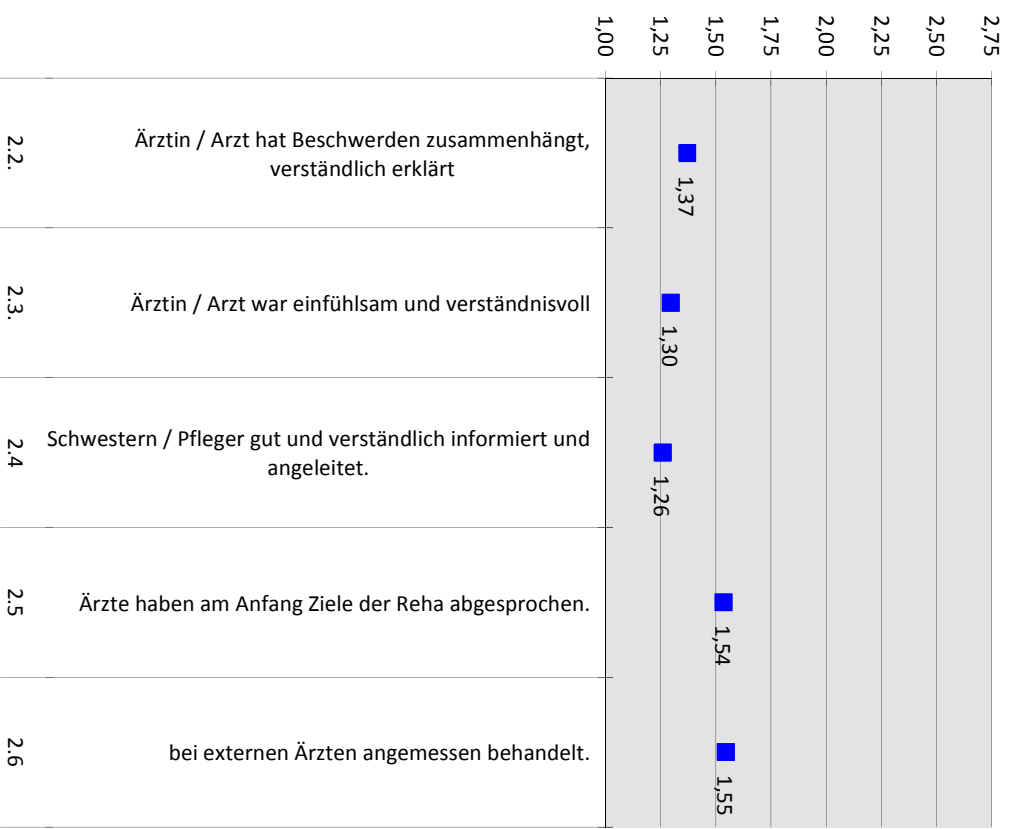 1,00
1,25
1,50
1,75
2,00
2,25
2,50
2,75
2.2.
Ärztin / Arzt hat Beschwerden zusammenhängt,
verständlich erklärt
1,37
2.3.
Ärztin / Arzt war einfühlsam und verständnisvoll
1,30
2.4
Schwestern / Pfleger gut und verständlich informiert und
angeleitet.
1,26
2.5
Ärzte haben am Anfang Ziele der Reha abgesprochen.
1,54
2.6
bei externen Ärzten angemessen behandelt.
1,55